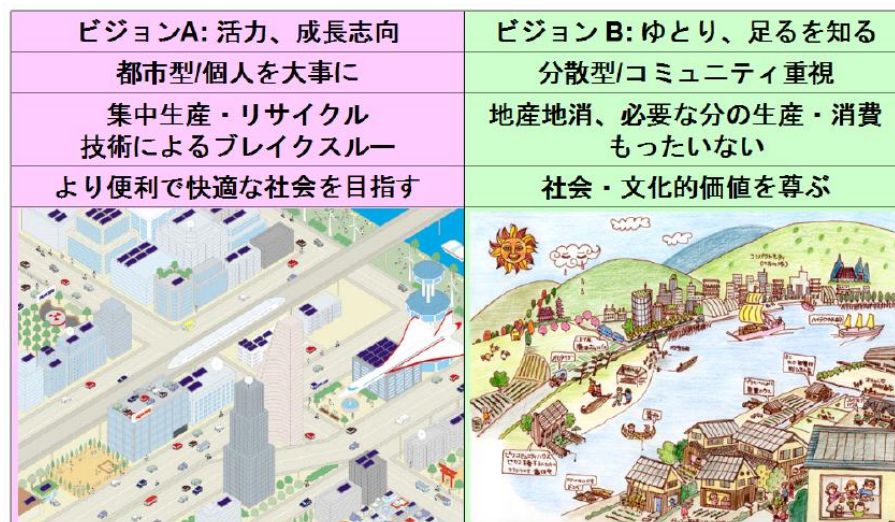 ビジョンA: 活力、成長志向
ビジョン B: ゆとり、足るを知る
都市型/個人を大事に
分散型/コミュニティ重視
集中生産・リサイクル
技術によるブレイクスルー
地産地消、必要な分の生産・消費
もったいない
より便利で快適な社会を目指す
社会・文化的価値を尊ぶ